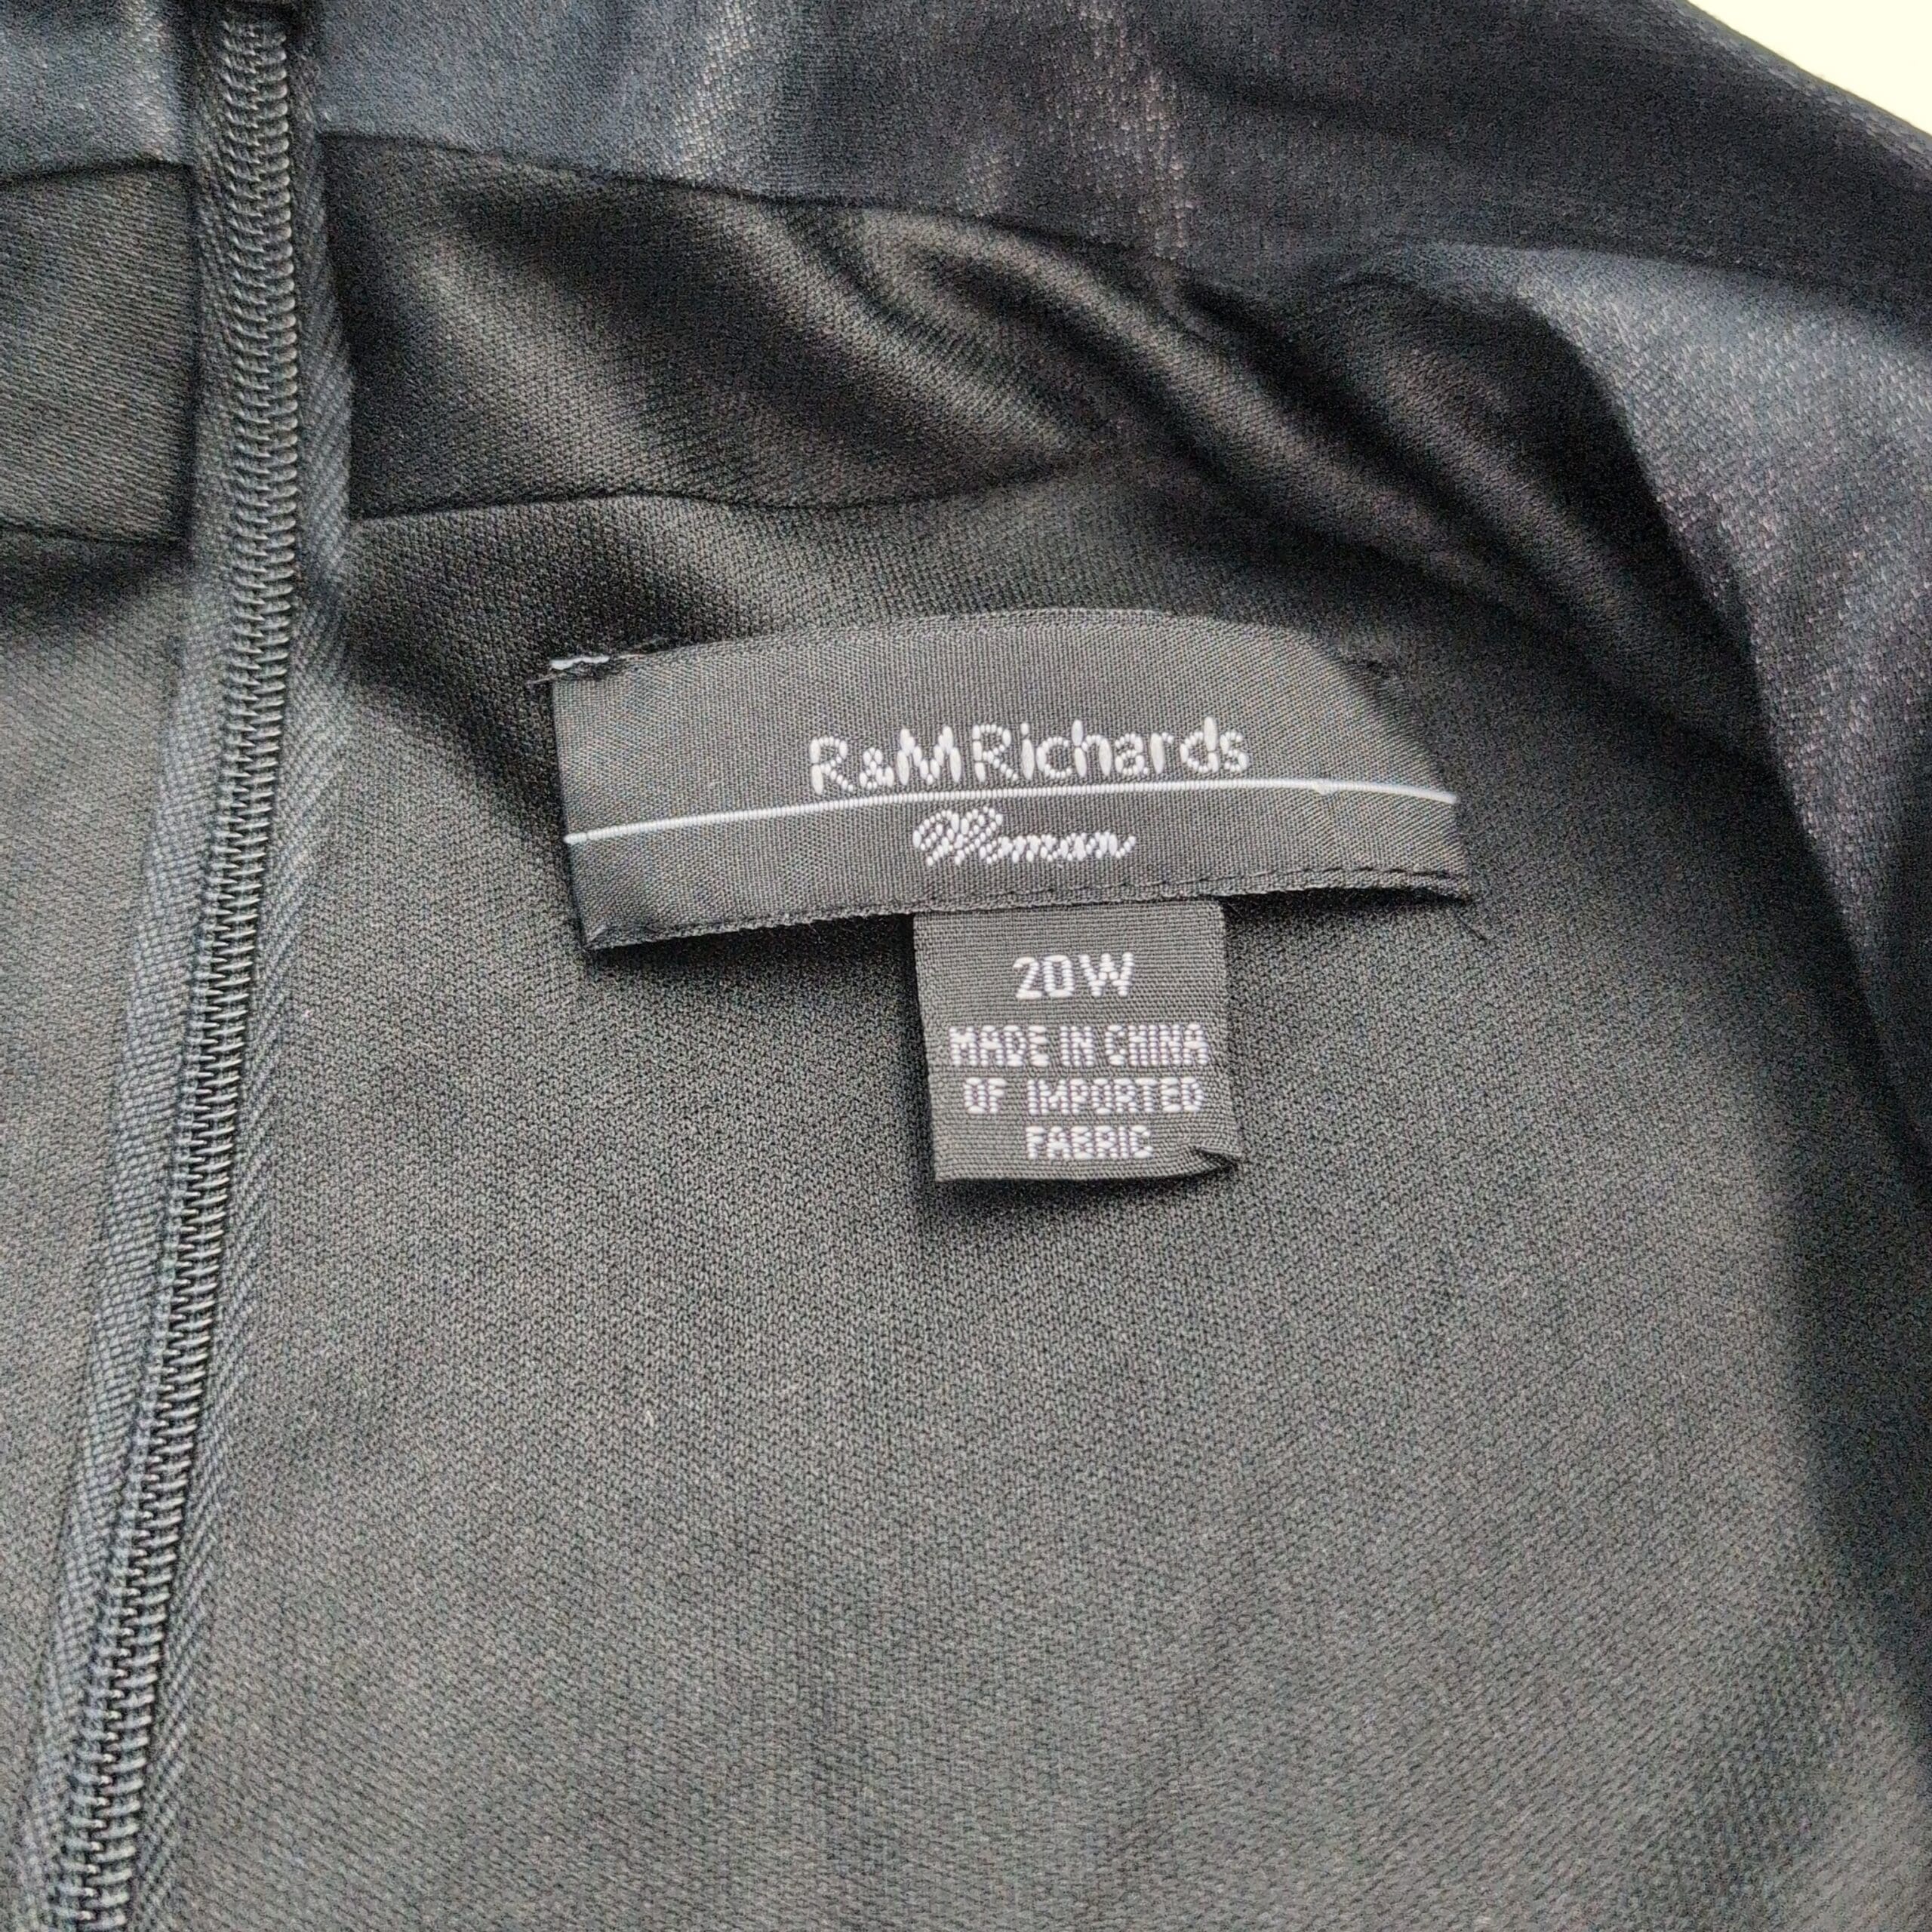 R&M Richards
Woman
20W
MADE IN CHINA
OF IMPORTED
FABRIC